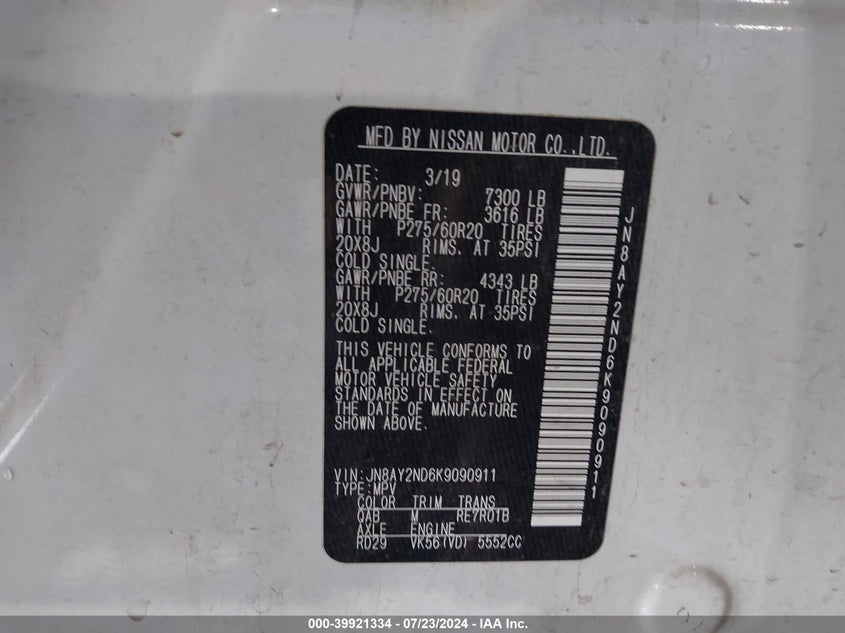 MFD BY NISSAN MOTOR CO.,LTD.
DATE: 3/19
GVWR/PNBV: 7300 LB
GAWR/PNBE FR: 3616 LB
WITH P275/60R20 TIRES
20X8J RIMS. AT 35PSI
COLD SINGLE.
GAWR/PNBE RR: 4343 LB
WITH P275/60R20 TIRES
20X8J RIMS. AT 35PSI
COLD SINGLE.
THIS VEHICLE CONFORMS TO
ALL APPLICABLE FEDERAL
MOTOR VEHICLE SAFETY
STANDARDS IN EFFECT ON
THE DATE OF MANUFACTURE
SHOWN ABOVE.
VIN:JN8AY2ND6K9090911
TYPE:MPV
COLOR TRIM TRANS
QAB M RE7R01B
AXLE ENGINE
RD29 VK56(VD) 5552CC
JN8AY2ND6K9090911
000-39921334 - 07/23/2024 - IAA Inc.